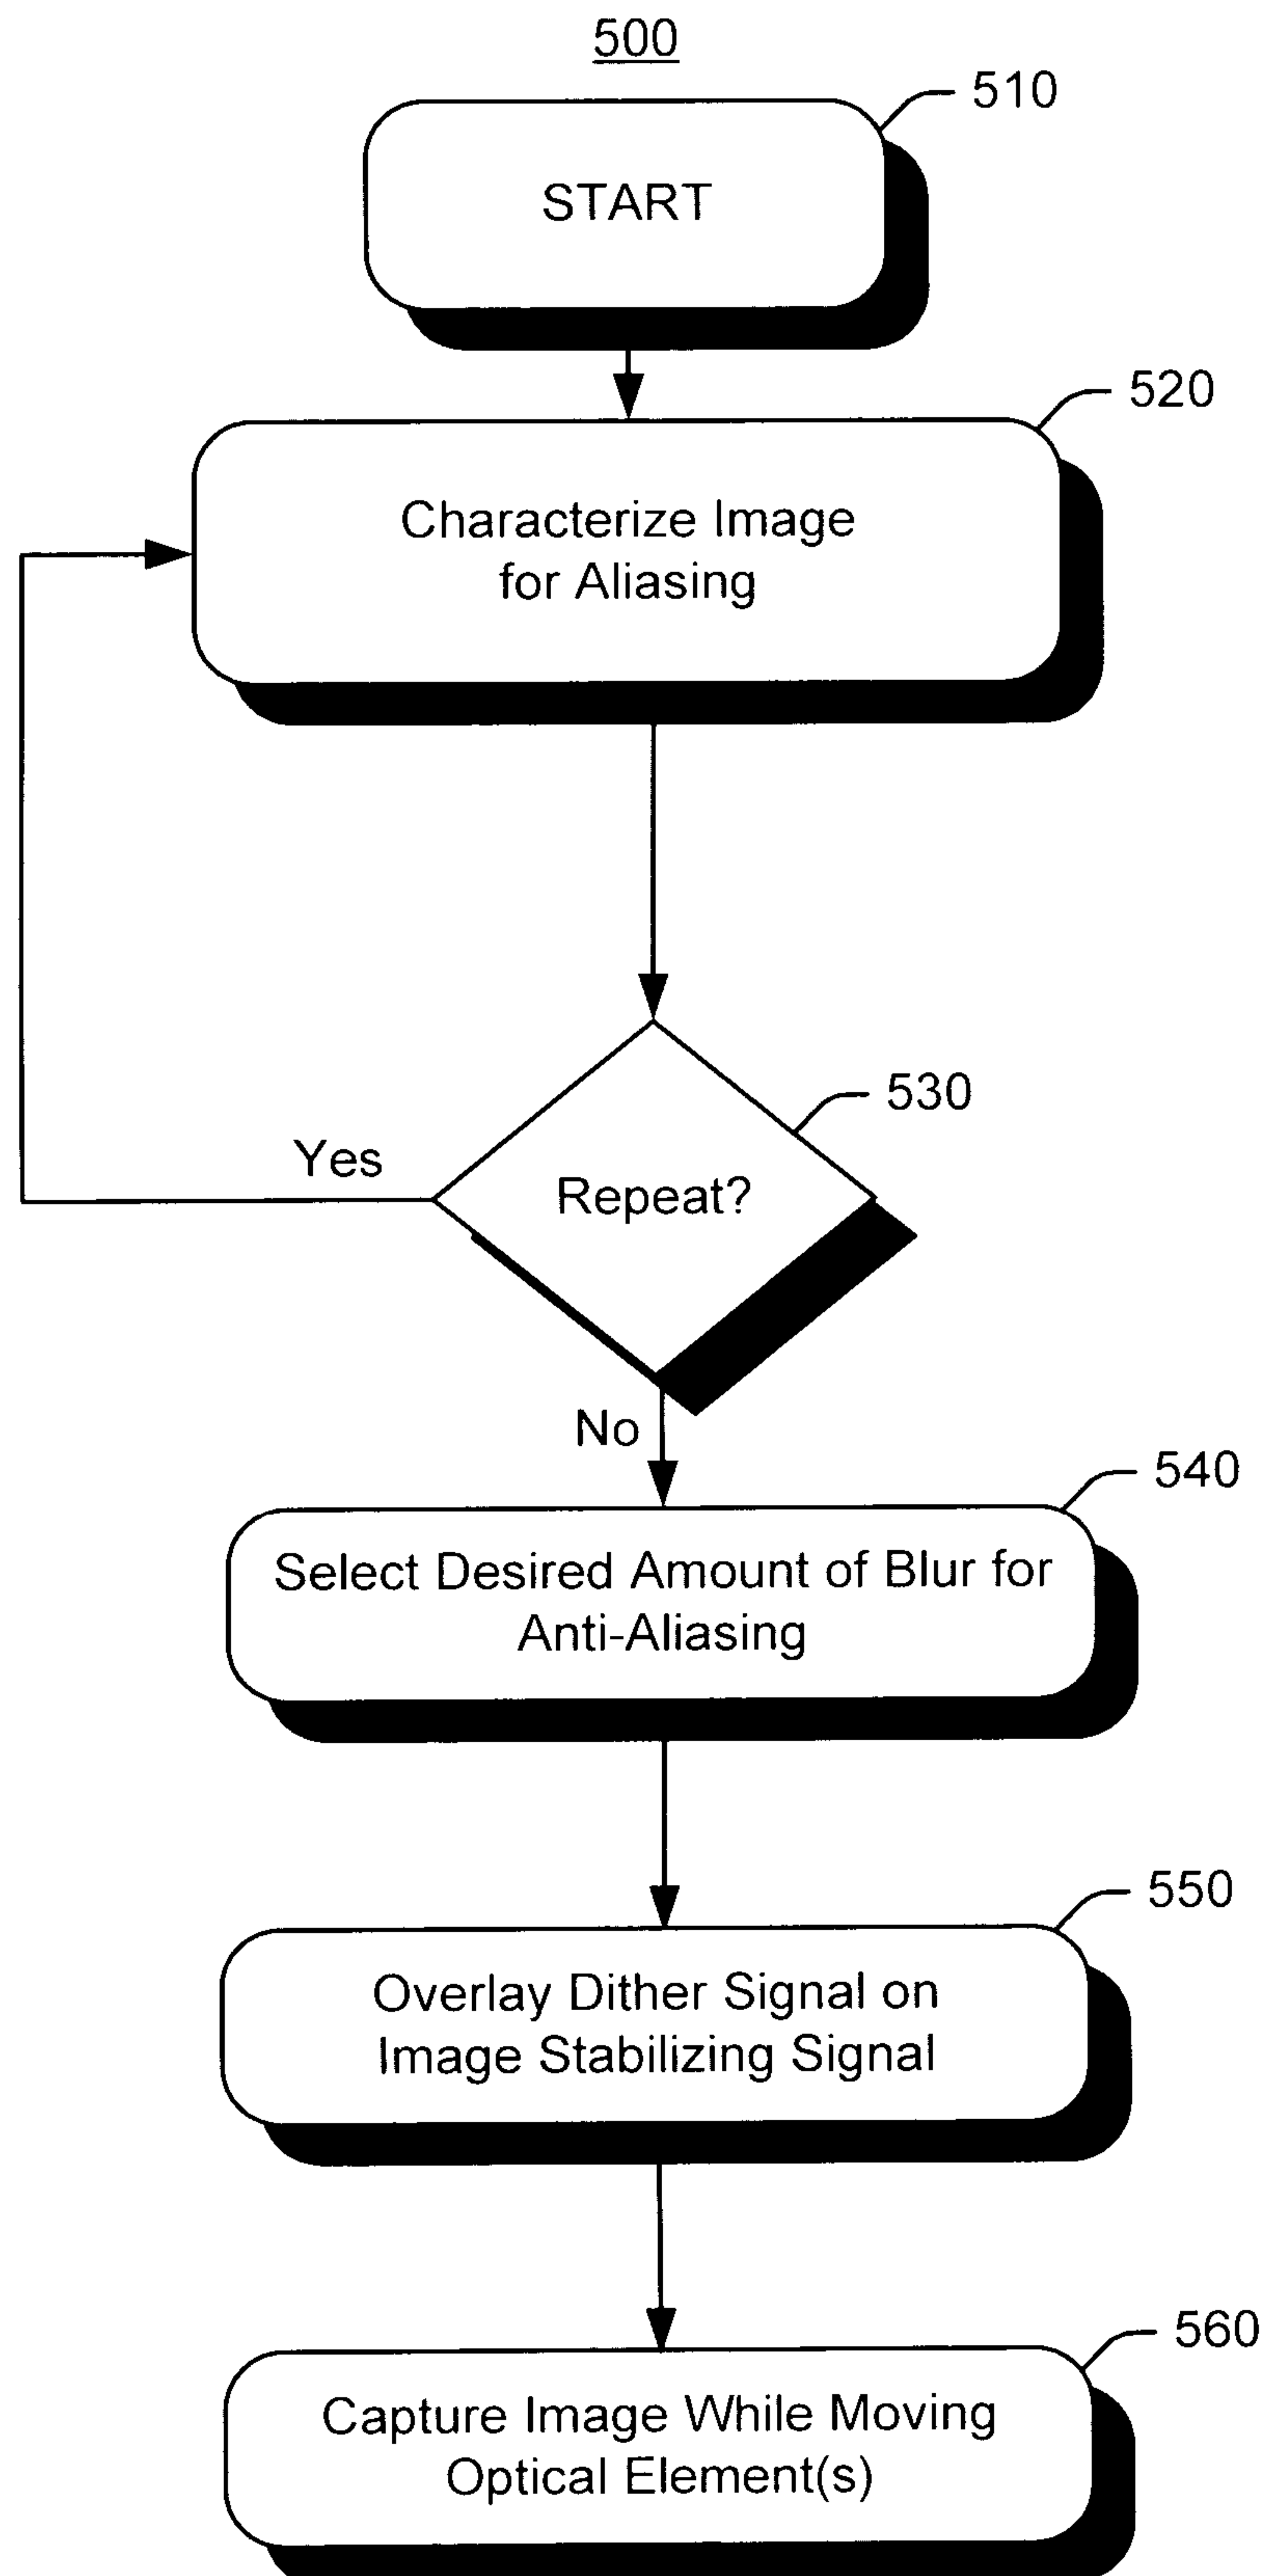 500
510
START
520
Characterize Image
for Aliasing
530
Yes
Repeat?
No
540
Select Desired Amount of Blur for
Anti-Aliasing
550
Overlay Dither Signal on
Image Stabilizing Signal
560
Capture Image While Moving
Optical Element(s)